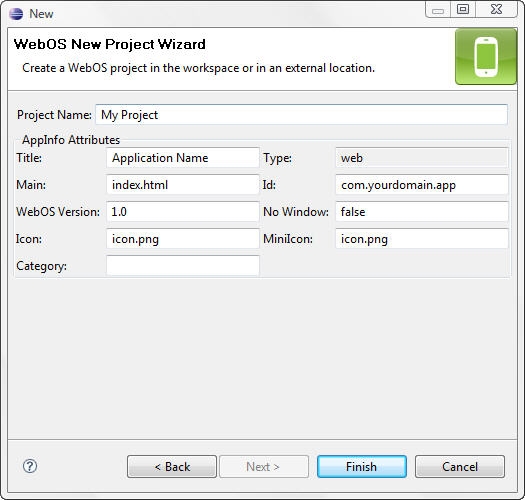 New
WebOS New Project Wizard
Create a WebOS project in the workspace or in an external location.
Project Name: My Project
AppInfo Attributes
Title: Application Name Type: web
Main: index.html Id: com.yourdomain.app
WebOS Version: 1.0 No Window: false
Icon: icon.png MiniIcon: icon.png
Category:
? < Back Next > Finish Cancel